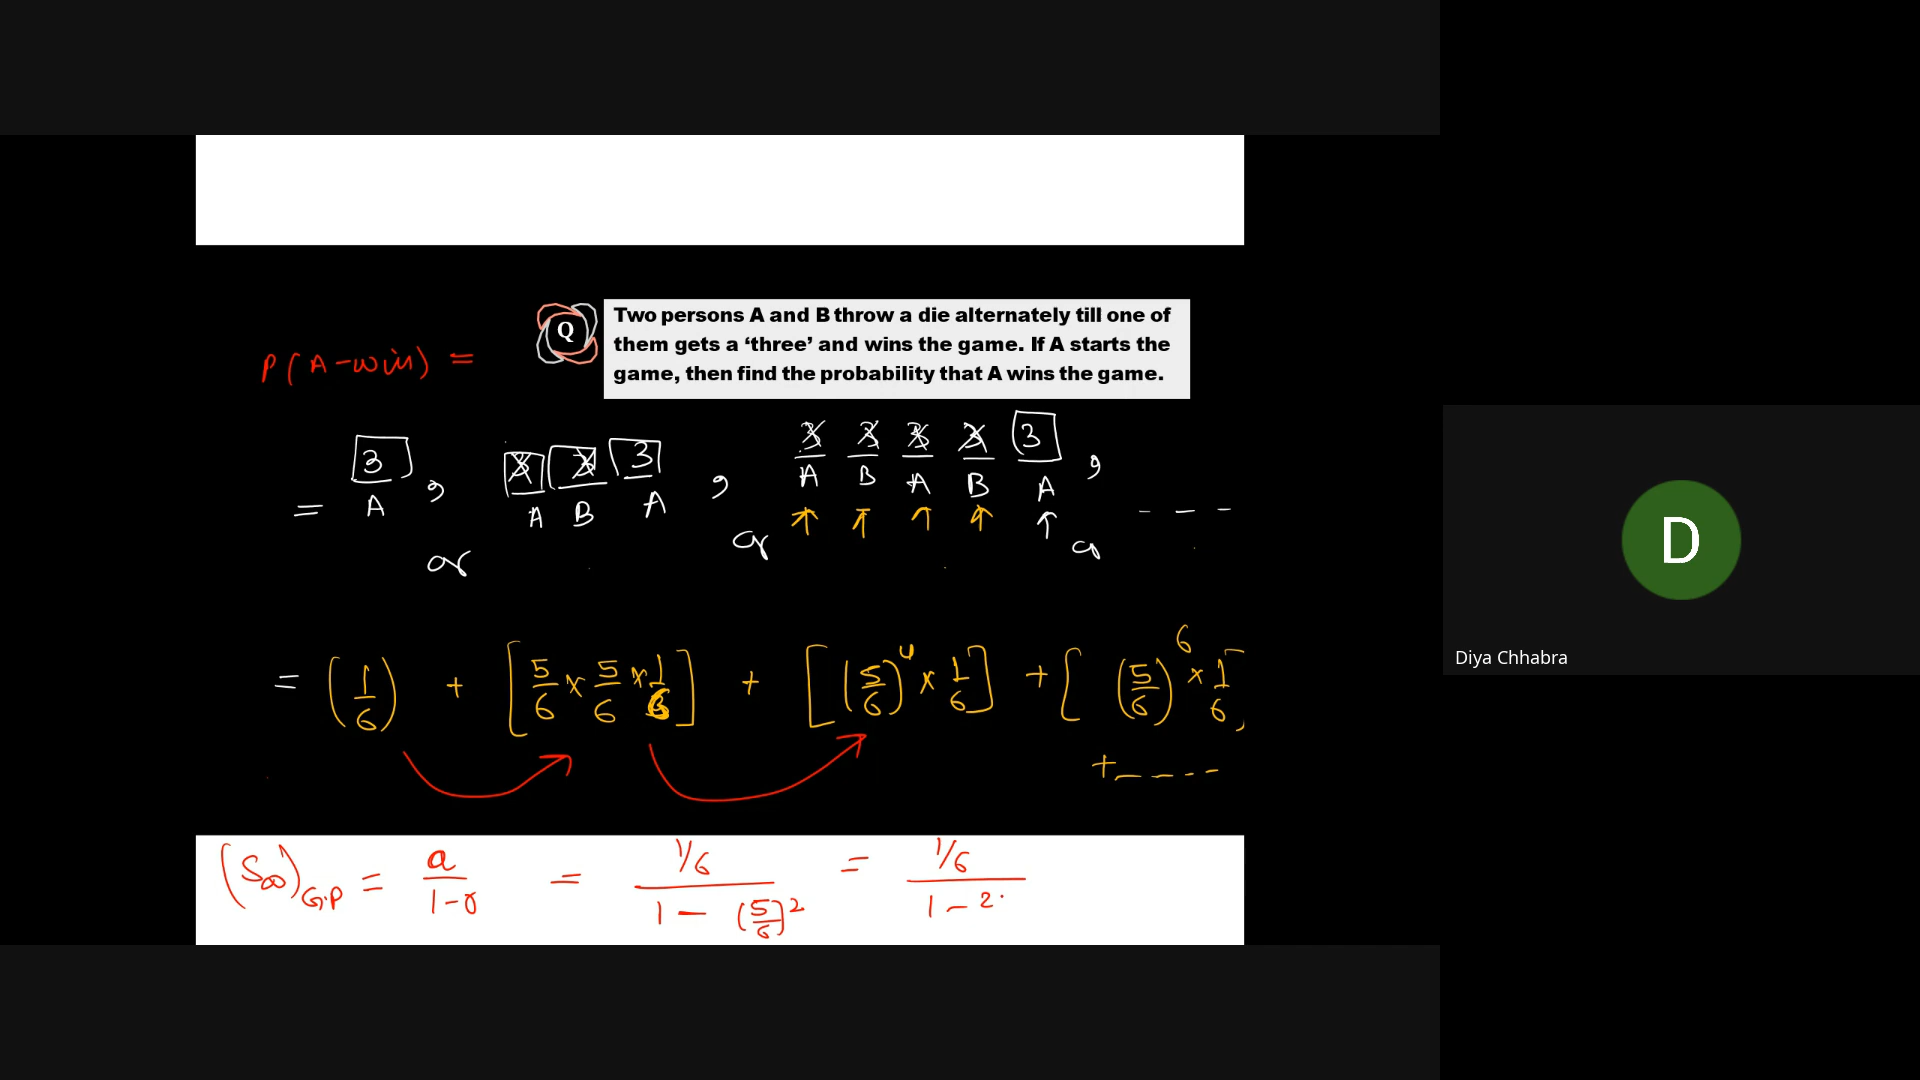 Q
Two persons A and B throw a die alternately till one of
them gets a ‘three’ and wins the game. If A starts the
game, then find the probability that A wins the game.
P(A-win) =
= 3 , 3 3 3 , 3 3 3 3 3 , - - -
A A B A A B A B A
or or or
= (1/6) + [5/6 × 5/6 × 1/6] + [(5/6)^4 × 1/6] + [(5/6)^6 × 1/6]
+ - - - -
(S∞)G.P = a/(1-r) = (1/6)/(1 - (5/6)^2) = (1/6)/(1 - 2
D
Diya Chhabra